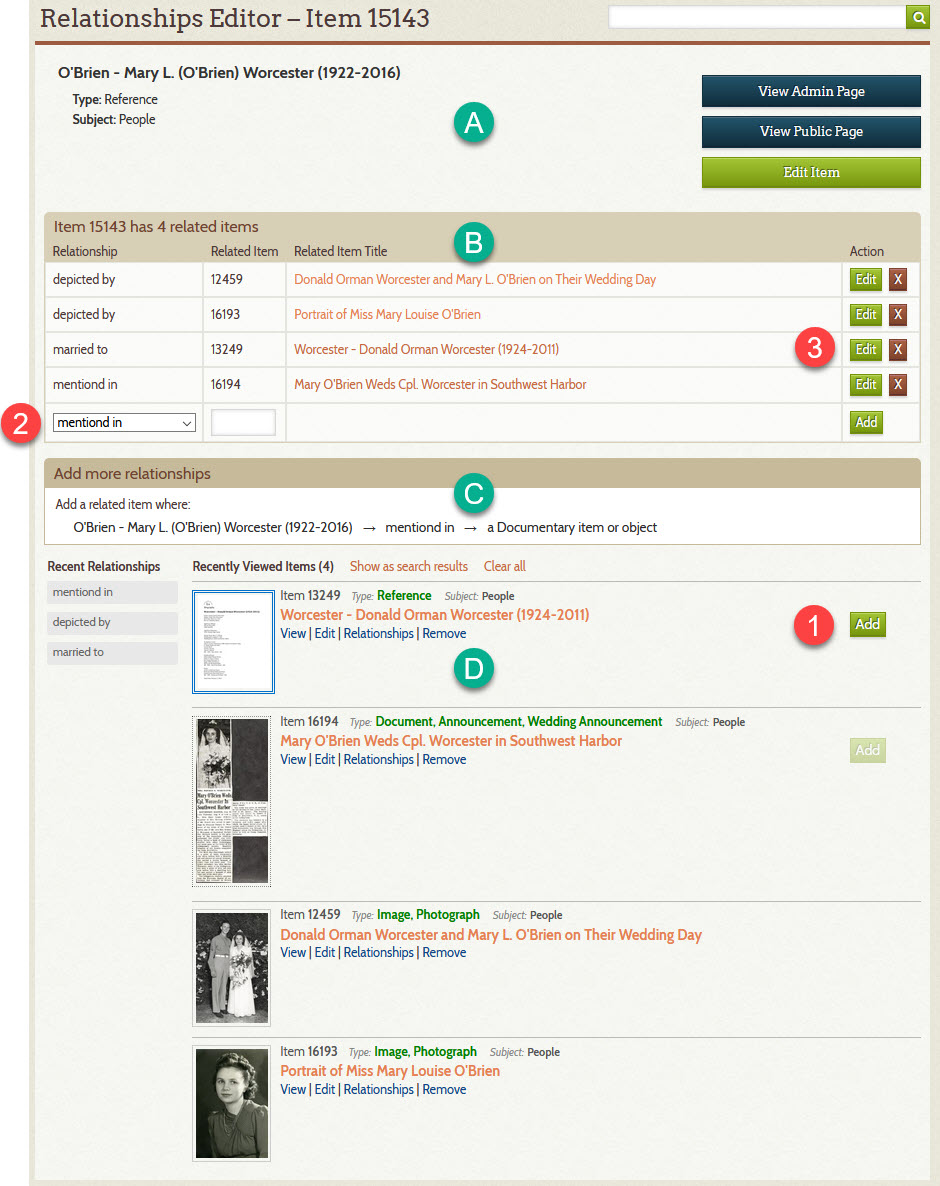 Relationships Editor – Item 15143
O'Brien - Mary L. (O'Brien) Worcester (1922-2016)
Type: Reference
Subject: People
A
View Admin Page
View Public Page
Edit Item
Item 15143 has 4 related items
B
Relationship Related Item Related Item Title Action
depicted by 12459 Donald Orman Worcester and Mary L. O'Brien on Their Wedding Day Edit X
depicted by 16193 Portrait of Miss Mary Louise O'Brien Edit X
married to 13249 Worcester - Donald Orman Worcester (1924-2011) 3 Edit X
mentiond in 16194 Mary O'Brien Weds Cpl. Worcester in Southwest Harbor Edit X
2 mentiond in Add
Add more relationships
C
Add a related item where:
O'Brien - Mary L. (O'Brien) Worcester (1922-2016) → mentiond in → a Documentary item or object
Recent Relationships
mentiond in
depicted by
married to
Recently Viewed Items (4) Show as search results Clear all
Item 13249 Type: Reference Subject: People
Worcester - Donald Orman Worcester (1924-2011) 1 Add
View | Edit | Relationships | Remove
D
Item 16194 Type: Document, Announcement, Wedding Announcement Subject: People
Mary O'Brien Weds Cpl. Worcester in Southwest Harbor Add
View | Edit | Relationships | Remove
Mary O'Brien Weds
Cpl. Worcester In
Southwest Harbor
Item 12459 Type: Image, Photograph Subject: People
Donald Orman Worcester and Mary L. O'Brien on Their Wedding Day
View | Edit | Relationships | Remove
Item 16193 Type: Image, Photograph Subject: People
Portrait of Miss Mary Louise O'Brien
View | Edit | Relationships | Remove